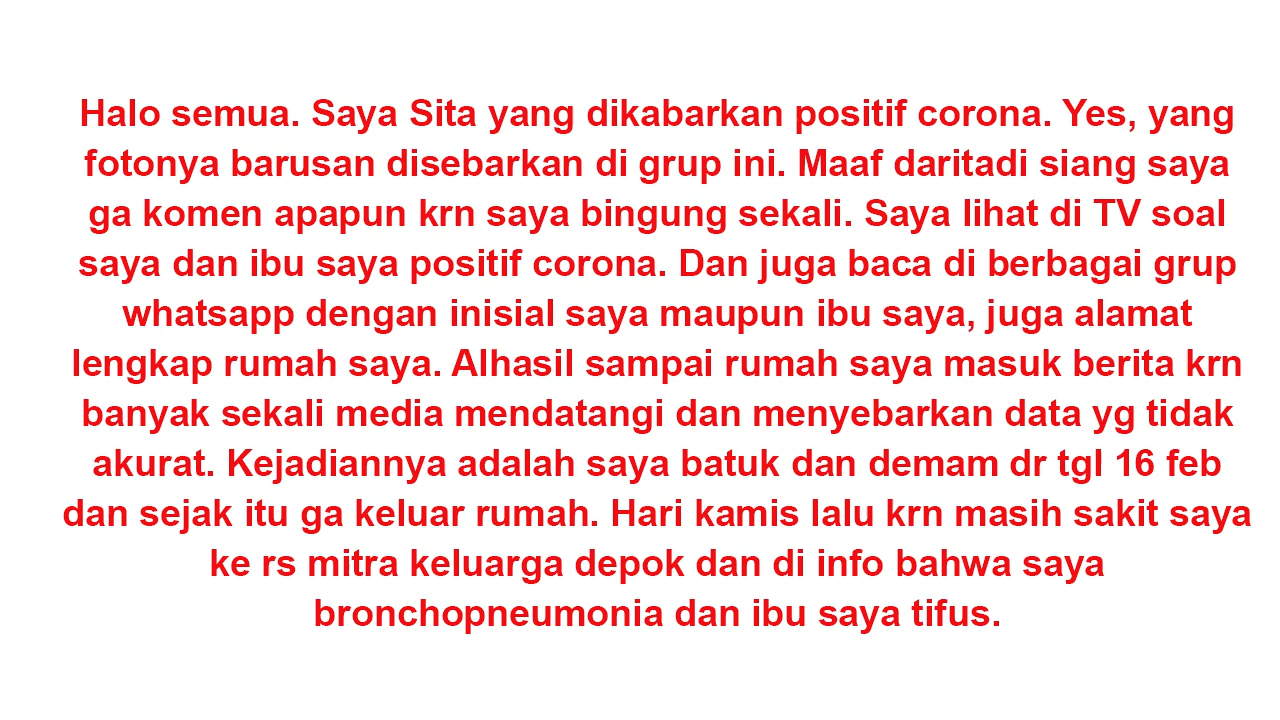 Halo semua. Saya Sita yang dikabarkan positif corona. Yes, yang
fotonya barusan disebarkan di grup ini. Maaf daritadi siang saya
ga komen apapun krn saya bingung sekali. Saya lihat di TV soal
saya dan ibu saya positif corona. Dan juga baca di berbagai grup
whatsapp dengan inisial saya maupun ibu saya, juga alamat
lengkap rumah saya. Alhasil sampai rumah saya masuk berita krn
banyak sekali media mendatangi dan menyebarkan data yg tidak
akurat. Kejadiannya adalah saya batuk dan demam dr tgl 16 feb
dan sejak itu ga keluar rumah. Hari kamis lalu krn masih sakit saya
ke rs mitra keluarga depok dan di info bahwa saya
bronchopneumonia dan ibu saya tifus.